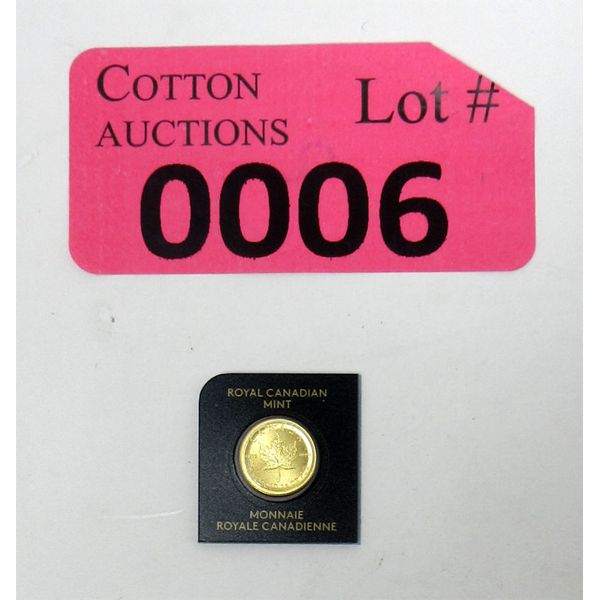 COTTON
AUCTIONS
Lot #
0006
ROYAL CANADIAN
MINT
MONNAIE
ROYALE CANADIENNE